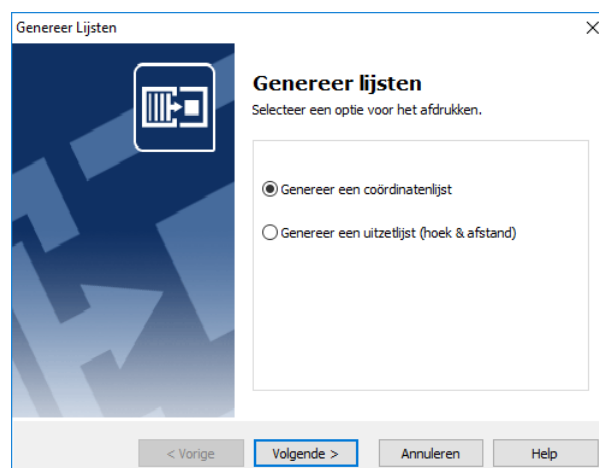 Genereer Lijsten
Genereer lijsten
Selecteer een optie voor het afdrukken.
Genereer een coördinatenlijst
Genereer een uitzetlijst (hoek & afstand)
< Vorige
Volgende >
Annuleren
Help